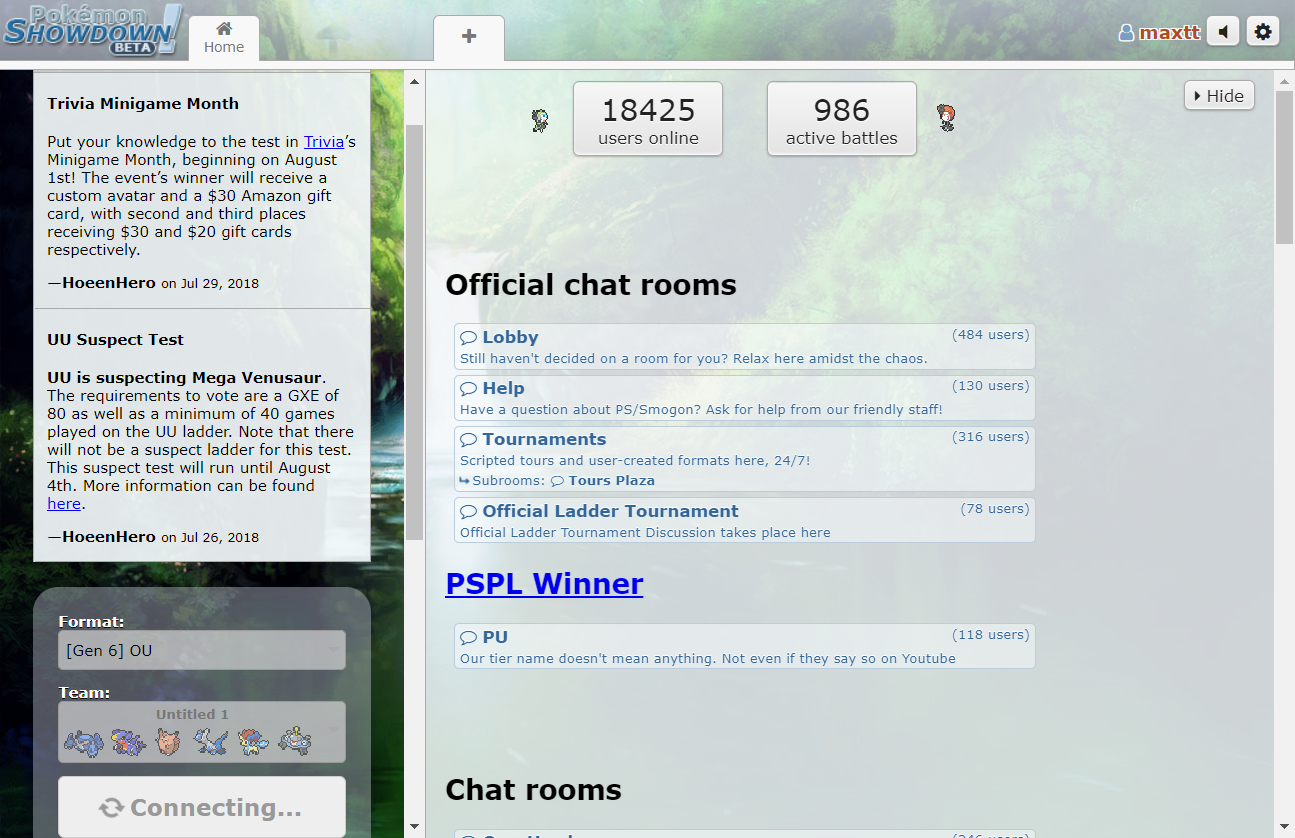 Pokémon
Showdown!
BETA
Home
maxtt
Trivia Minigame Month
Put your knowledge to the test in Trivia’s
Minigame Month, beginning on August
1st! The event’s winner will receive a
custom avatar and a $30 Amazon gift
card, with second and third places
receiving $30 and $20 gift cards
respectively.
—HoeenHero on Jul 29, 2018
UU Suspect Test
UU is suspecting Mega Venusaur.
The requirements to vote are a GXE of
80 as well as a minimum of 40 games
played on the UU ladder. Note that there
will not be a suspect ladder for this test.
This suspect test will run until August
4th. More information can be found
here.
—HoeenHero on Jul 26, 2018
Format:
[Gen 6] OU
Team:
Untitled 1
Connecting...
18425
users online
986
active battles
Hide
Official chat rooms
Lobby (484 users)
Still haven't decided on a room for you? Relax here amidst the chaos.
Help (130 users)
Have a question about PS/Smogon? Ask for help from our friendly staff!
Tournaments (316 users)
Scripted tours and user-created formats here, 24/7!
Subrooms: Tours Plaza
Official Ladder Tournament (78 users)
Official Ladder Tournament Discussion takes place here
PSPL Winner
PU (118 users)
Our tier name doesn't mean anything. Not even if they say so on Youtube
Chat rooms